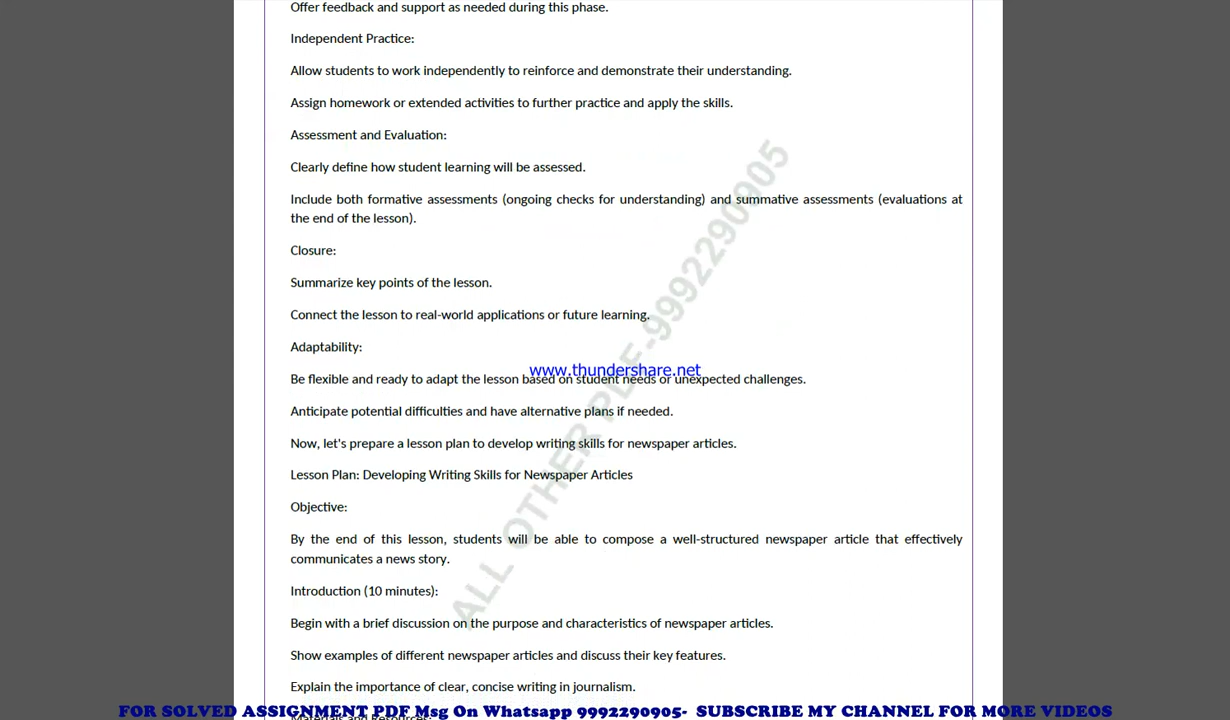 Offer feedback and support as needed during this phase.
Independent Practice:
Allow students to work independently to reinforce and demonstrate their understanding.
Assign homework or extended activities to further practice and apply the skills.
Assessment and Evaluation:
Clearly define how student learning will be assessed.
Include both formative assessments (ongoing checks for understanding) and summative assessments (evaluations at
the end of the lesson).
Closure:
Summarize key points of the lesson.
Connect the lesson to real-world applications or future learning.
Adaptability:
www.thundershare.net
Be flexible and ready to adapt the lesson based on student needs or unexpected challenges.
Anticipate potential difficulties and have alternative plans if needed.
Now, let's prepare a lesson plan to develop writing skills for newspaper articles.
Lesson Plan: Developing Writing Skills for Newspaper Articles
Objective:
By the end of this lesson, students will be able to compose a well-structured newspaper article that effectively
communicates a news story.
Introduction (10 minutes):
Begin with a brief discussion on the purpose and characteristics of newspaper articles.
Show examples of different newspaper articles and discuss their key features.
Explain the importance of clear, concise writing in journalism.
Materials and Resources:
ALL OTHER PDF-9992290905
FOR SOLVED ASSIGNMENT PDF Msg On Whatsapp 9992290905- SUBSCRIBE MY CHANNEL FOR MORE VIDEOS